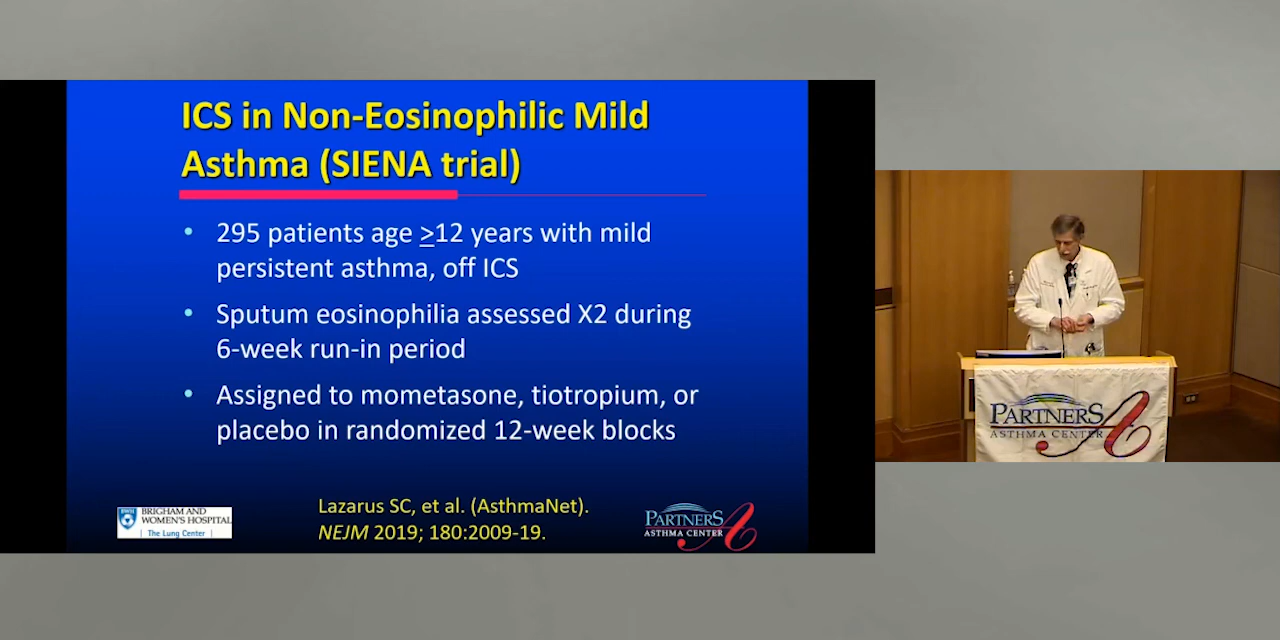 ICS in Non-Eosinophilic Mild
Asthma (SIENA trial)
• 295 patients age >12 years with mild
persistent asthma, off ICS
• Sputum eosinophilia assessed X2 during
6-week run-in period
• Assigned to mometasone, tiotropium, or
placebo in randomized 12-week blocks
BRIGHAM AND
WOMEN'S HOSPITAL
The Lung Center
Lazarus SC, et al. (AsthmaNet).
NEJM 2019; 180:2009-19.
PARTNERS
ASTHMA CENTER
PARTNERS
ASTHMA CENTER